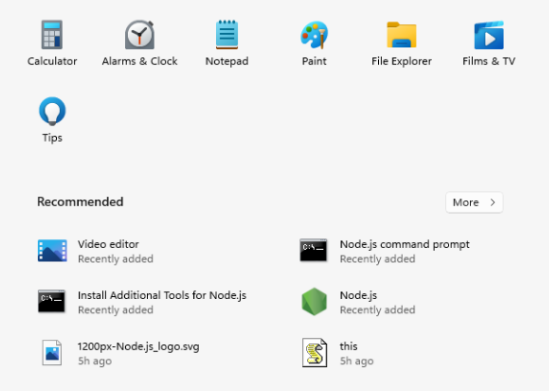 Calculator
Alarms & Clock
Notepad
Paint
File Explorer
Films & TV
Tips
Recommended
More
Video editor
Recently added
Node.js command prompt
Recently added
Install Additional Tools for Node.js
Recently added
Node.js
Recently added
1200px-Node.js_logo.svg
5h ago
this
5h ago